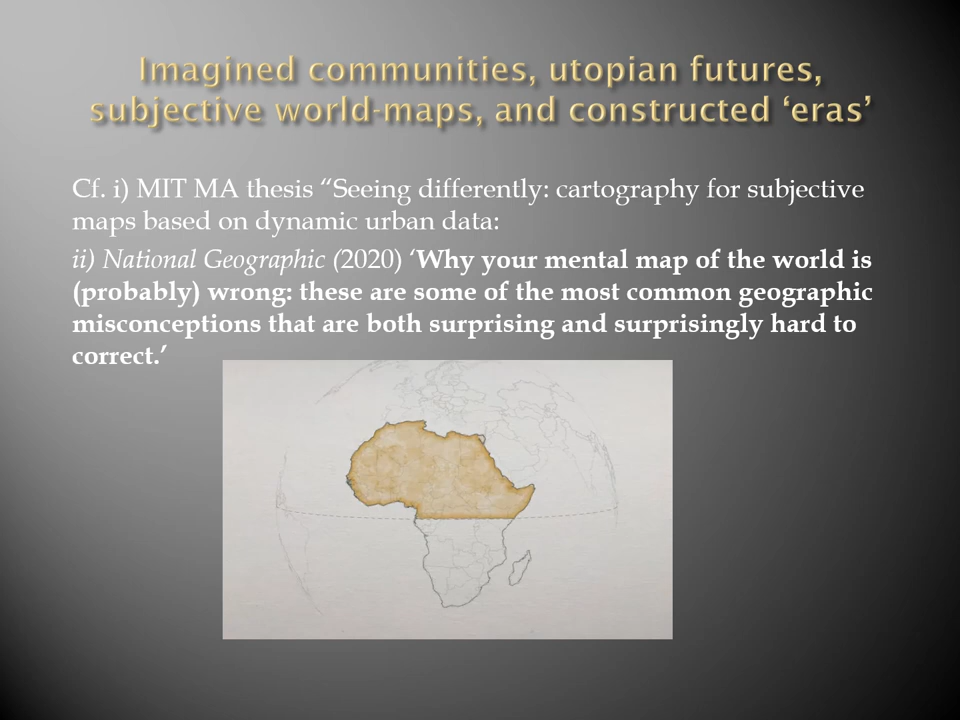 Imagined communities, utopian futures,
subjective world-maps, and constructed ‘eras’
Cf. i) MIT MA thesis “Seeing differently: cartography for subjective
maps based on dynamic urban data:
ii) National Geographic (2020) ‘Why your mental map of the world is
(probably) wrong: these are some of the most common geographic
misconceptions that are both surprising and surprisingly hard to
correct.’